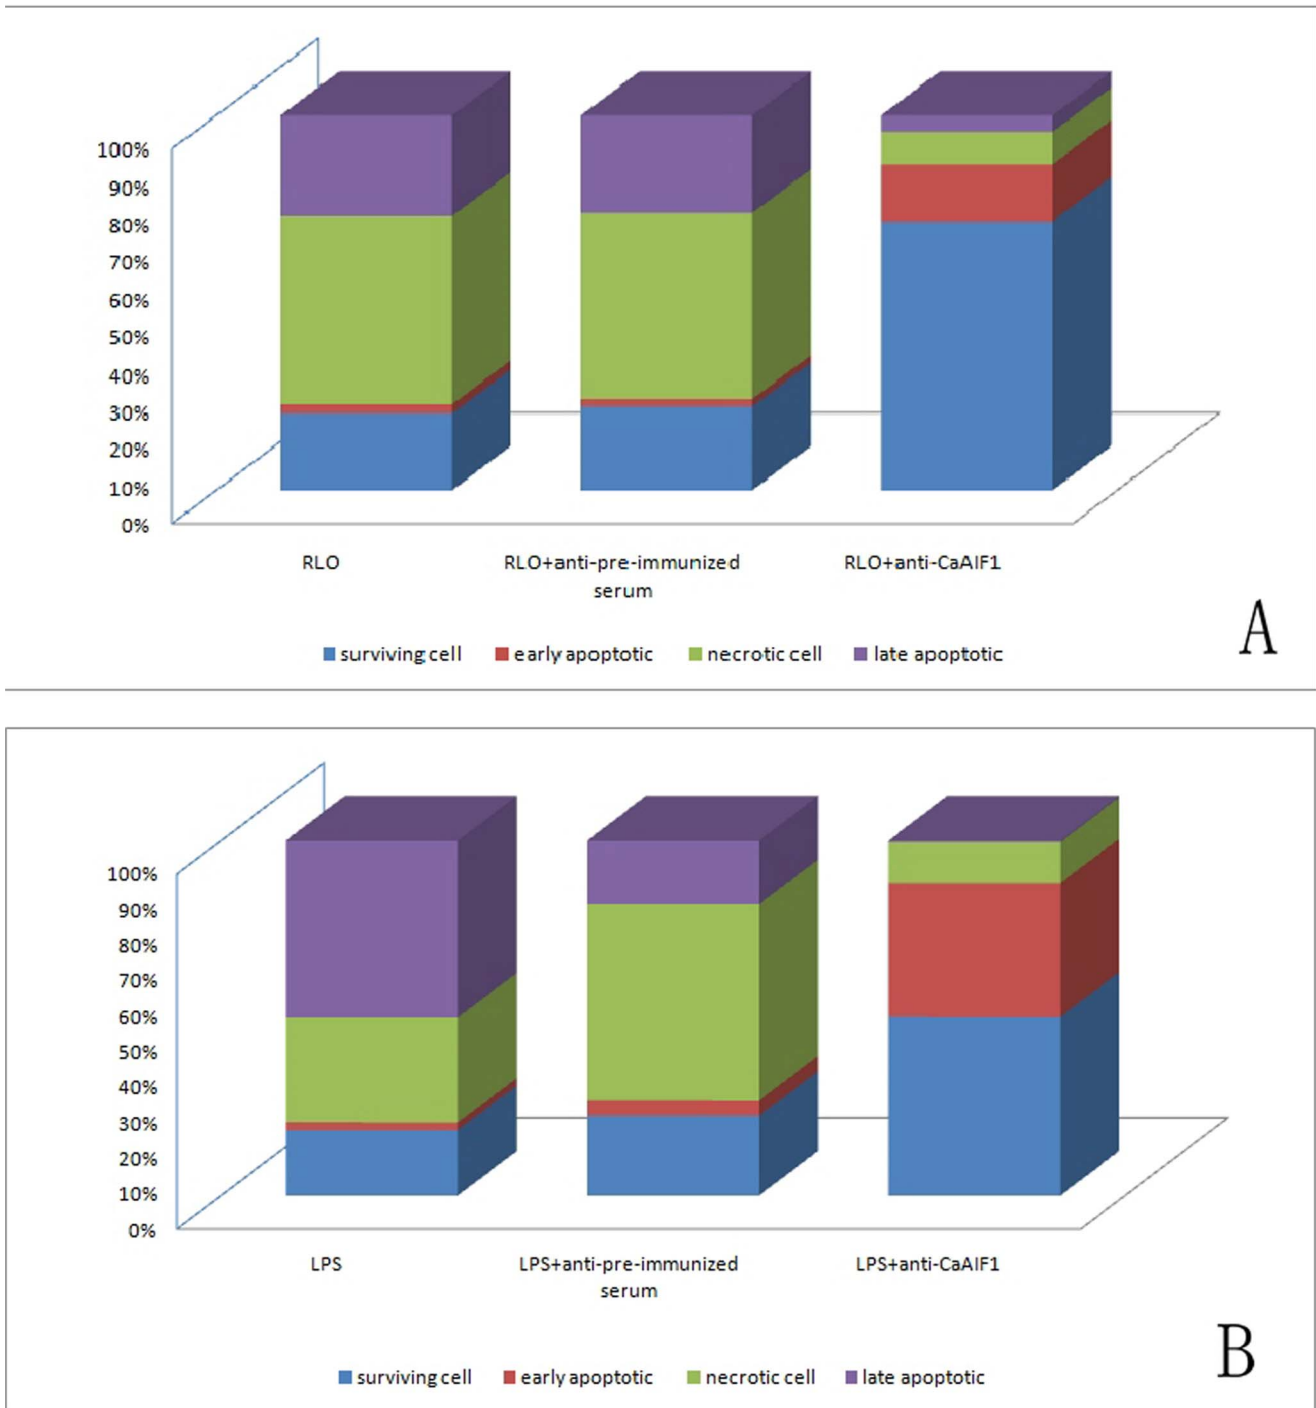 100%
90%
80%
70%
60%
50%
40%
30%
20%
10%
0%
RLO
RLO+anti-pre-immunized
serum
RLO+anti-CaAIF1
surviving cell early apoptotic necrotic cell late apoptotic
A
100%
90%
80%
70%
60%
50%
40%
30%
20%
10%
0%
LPS
LPS+anti-pre-immunized
serum
LPS+anti-CaAIF1
surviving cell early apoptotic necrotic cell late apoptotic
B